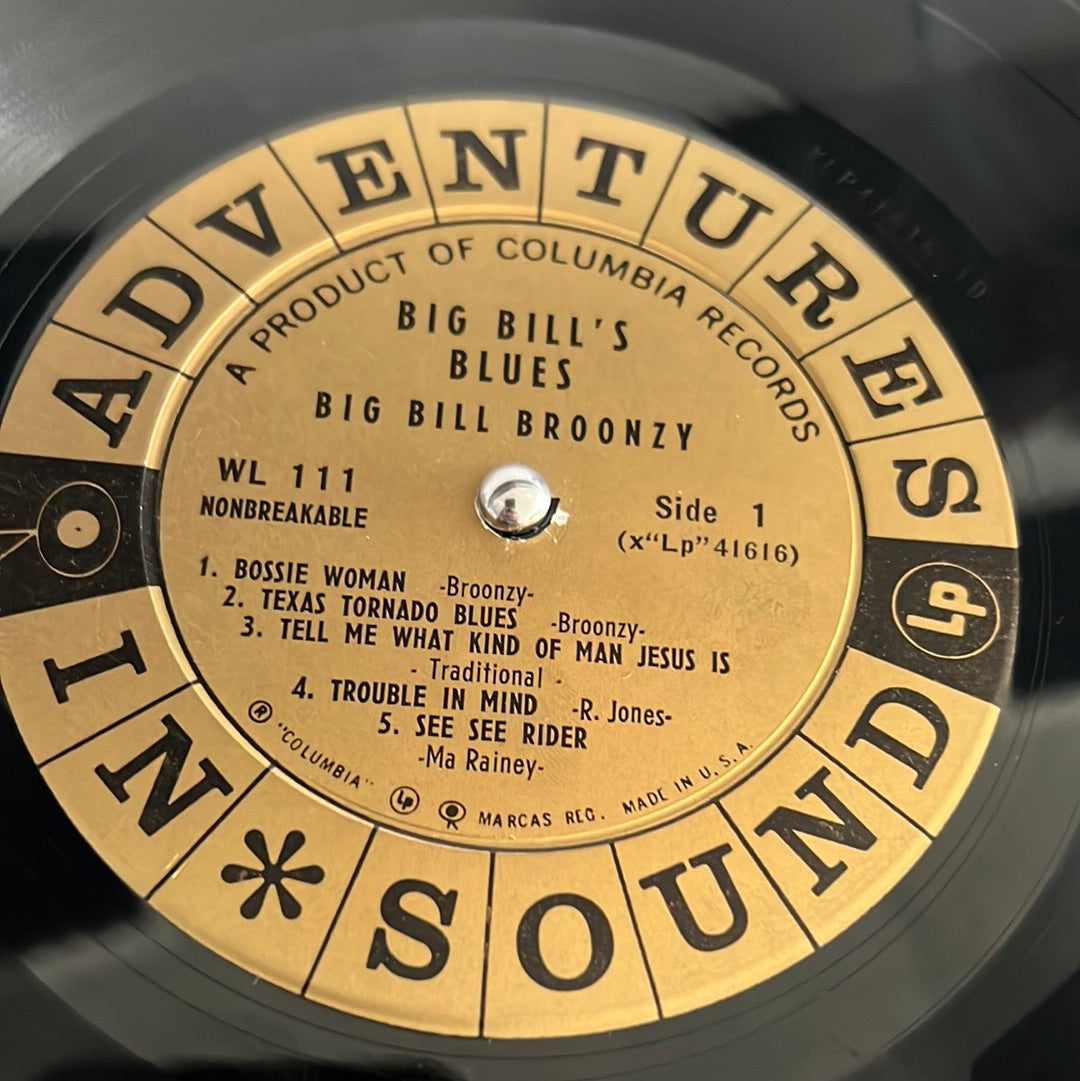 ADVENTURES
IN * SOUND
Lp
A PRODUCT OF COLUMBIA RECORDS
BIG BILL'S
BLUES
BIG BILL BROONZY
WL 111
NONBREAKABLE
Side 1
(x“Lp”41616)
1. BOSSIE WOMAN -Broonzy-
2. TEXAS TORNADO BLUES -Broonzy-
3. TELL ME WHAT KIND OF MAN JESUS IS
- Traditional -
4. TROUBLE IN MIND -R. Jones-
5. SEE SEE RIDER
-Ma Rainey-
® "COLUMBIA" Lp MARCAS REG. MADE IN U.S.A.